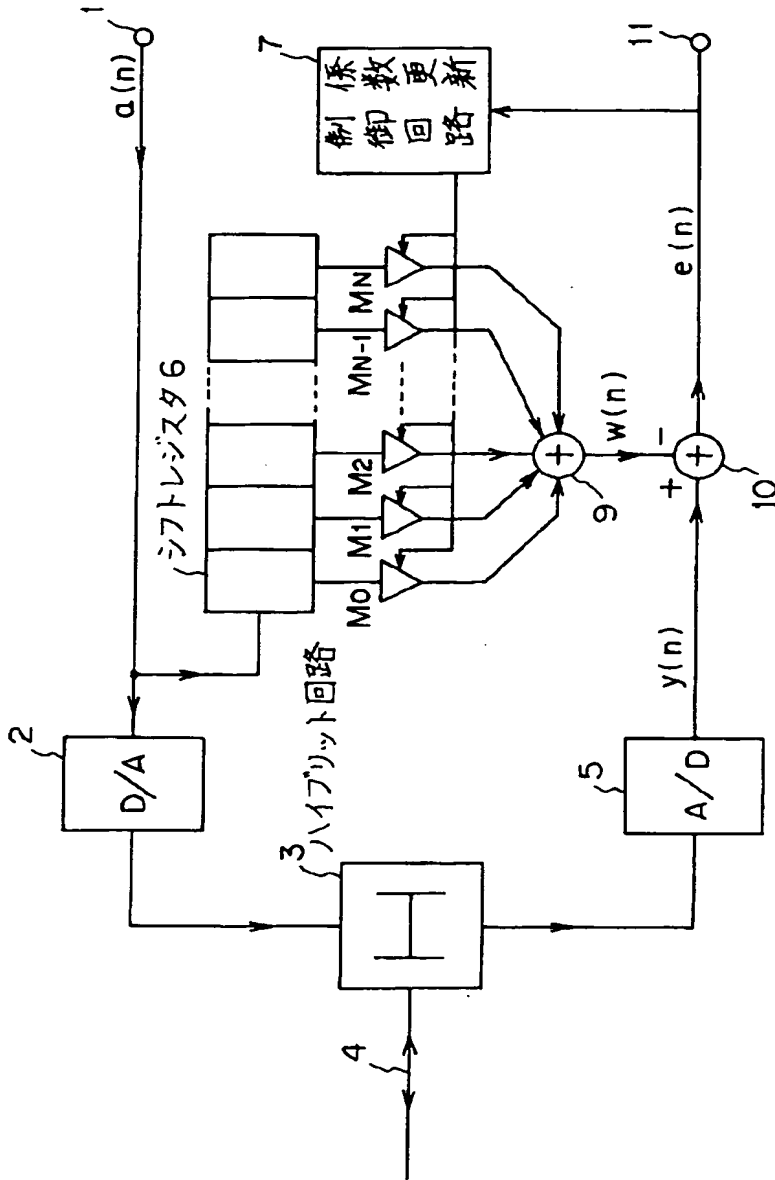 1
a(n)
2
D/A
シフトレジスタ6
7
係数更新
制御回路
3
ハイブリット回路
4
M0
M1
M2
MN-1
MN
+
9
w(n)
5
A/D
y(n)
+
-
+
10
e(n)
11